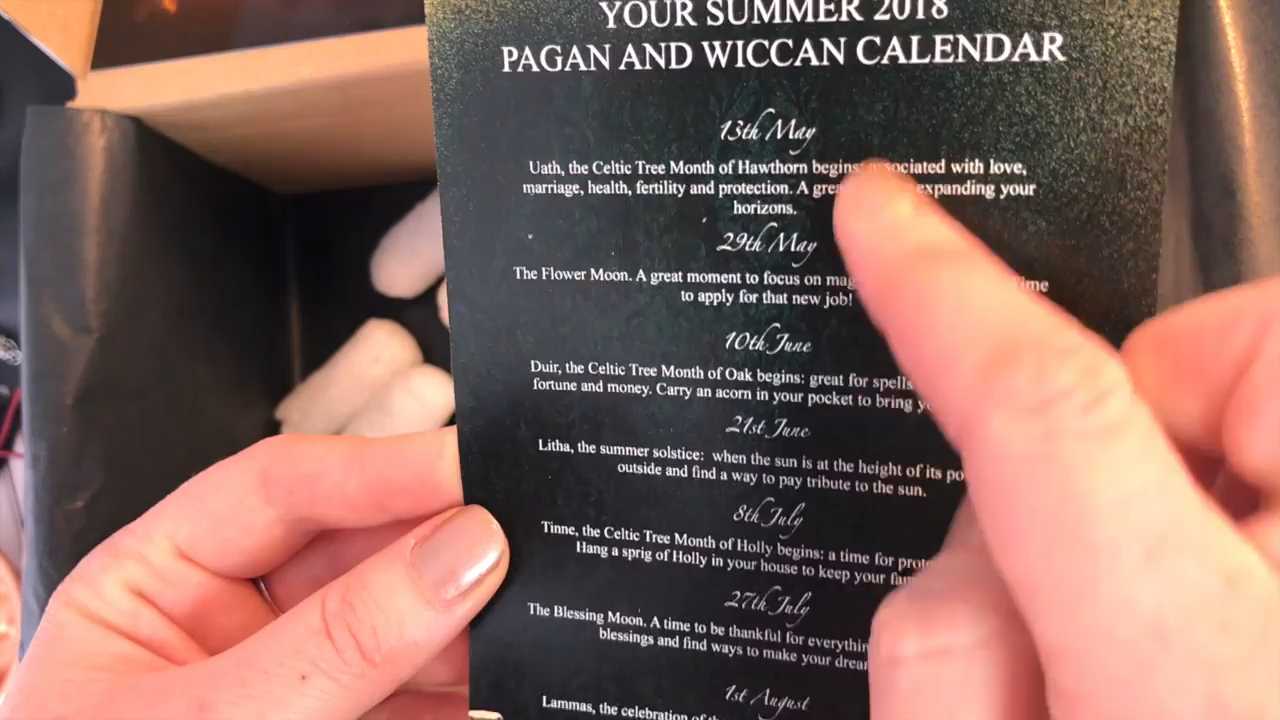 YOUR SUMMER 2018
PAGAN AND WICCAN CALENDAR
13th May
Uath, the Celtic Tree Month of Hawthorn begins: associated with love,
marriage, health, fertility and protection. A expanding your
horizons.
29th May
The Flower Moon. A great moment to focus on
to apply for that new job!
10th June
Duir, the Celtic Tree Month of Oak begins: great for spells
fortune and money. Carry an acorn in your pocket to bring
21st June
Litha, the summer solstice: when the sun is at the height of its
outside and find a way to pay tribute to the sun.
8th July
Tinne, the Celtic Tree Month of Holly begins: a time for
Hang a sprig of Holly in your house to keep your
27th July
The Blessing Moon. A time to be thankful for
blessings and find ways to make your
1st August
Lammas, the celebration of